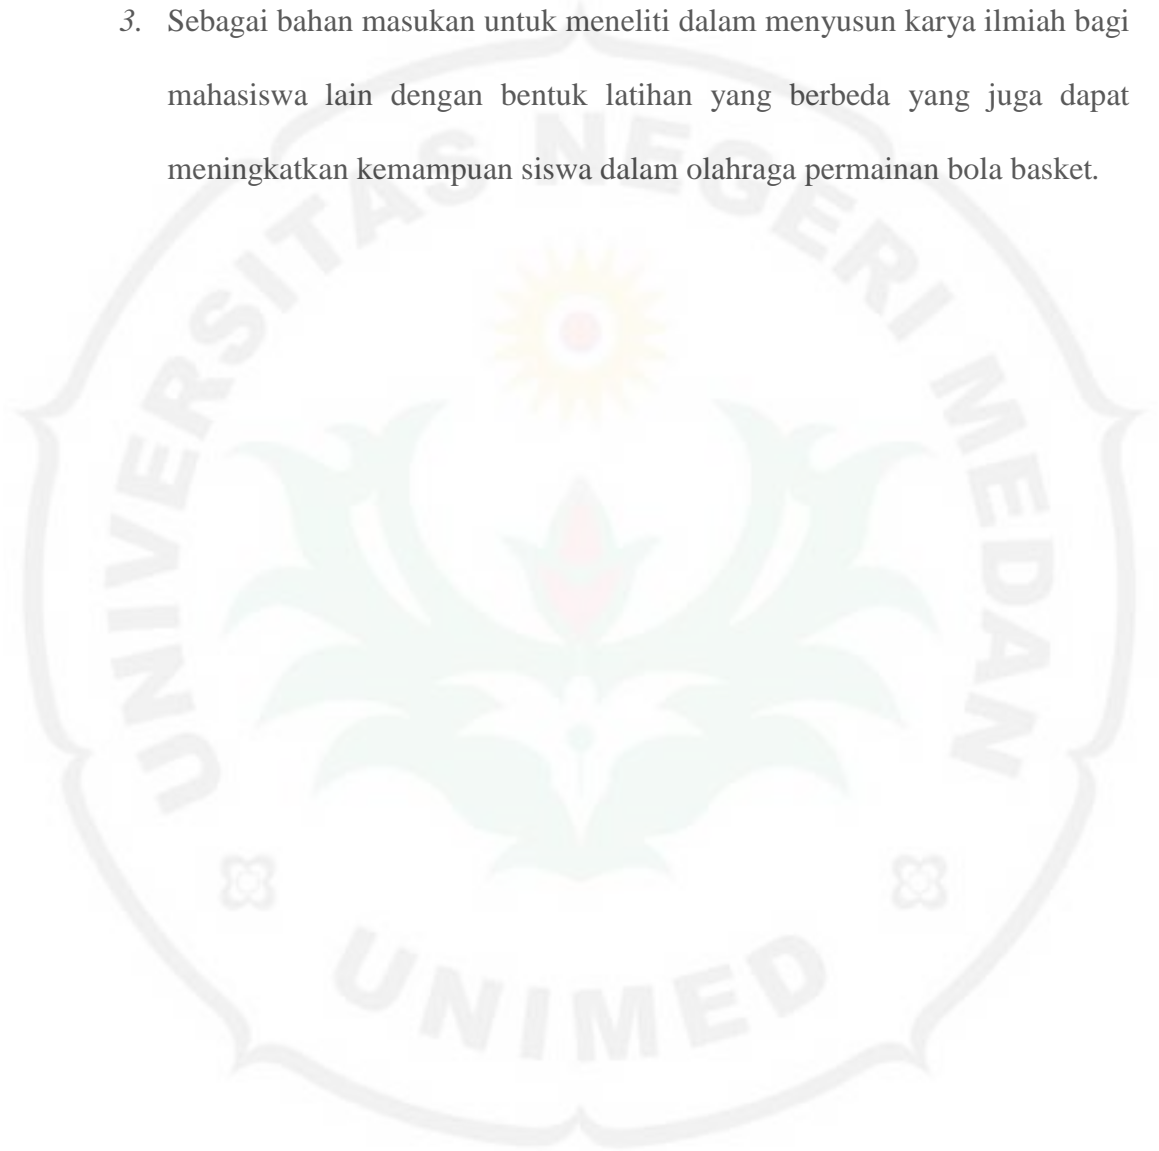 3. Sebagai bahan masukan untuk meneliti dalam menyusun karya ilmiah bagi
mahasiswa lain dengan bentuk latihan yang berbeda yang juga dapat
meningkatkan kemampuan siswa dalam olahraga permainan bola basket.
UNIVERSITAS NEGERI MEDAN
UNIMED